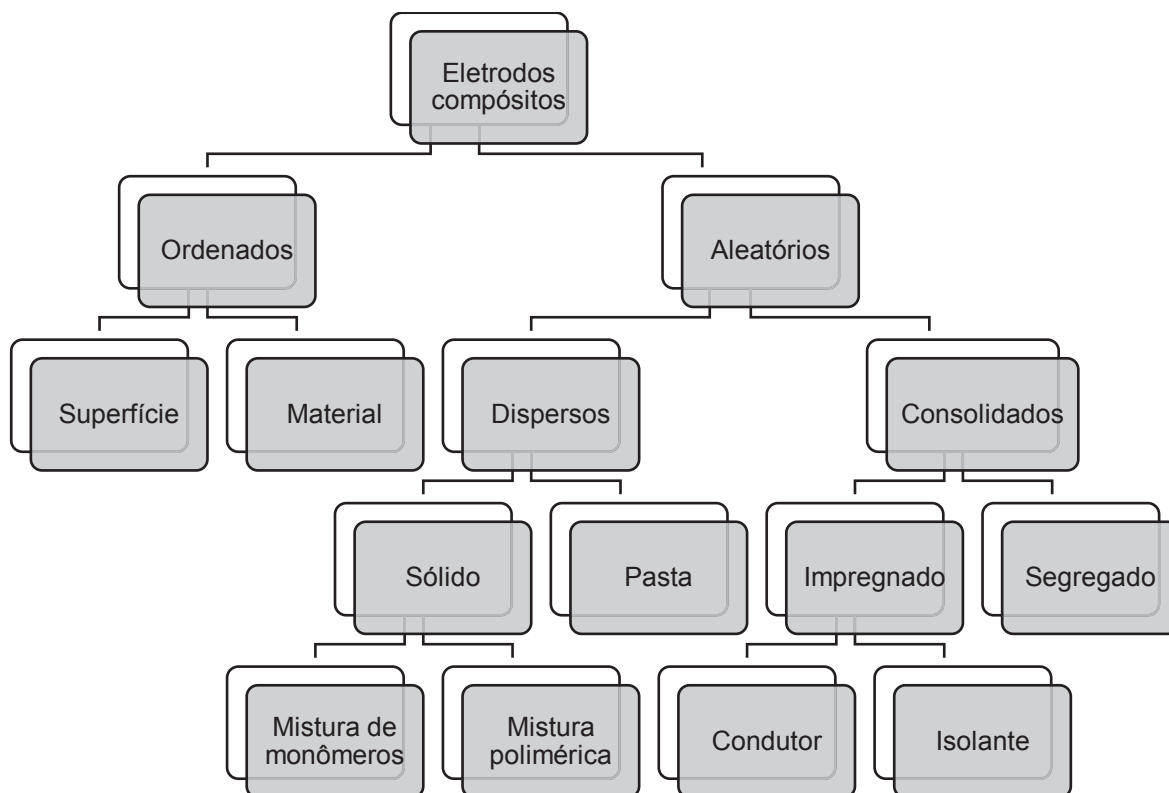 Eletrodos
compósitos
Ordenados
Aleatórios
Superfície
Material
Dispersos
Consolidados
Sólido
Pasta
Impregnado
Segregado
Mistura de
monômeros
Mistura
polimérica
Condutor
Isolante